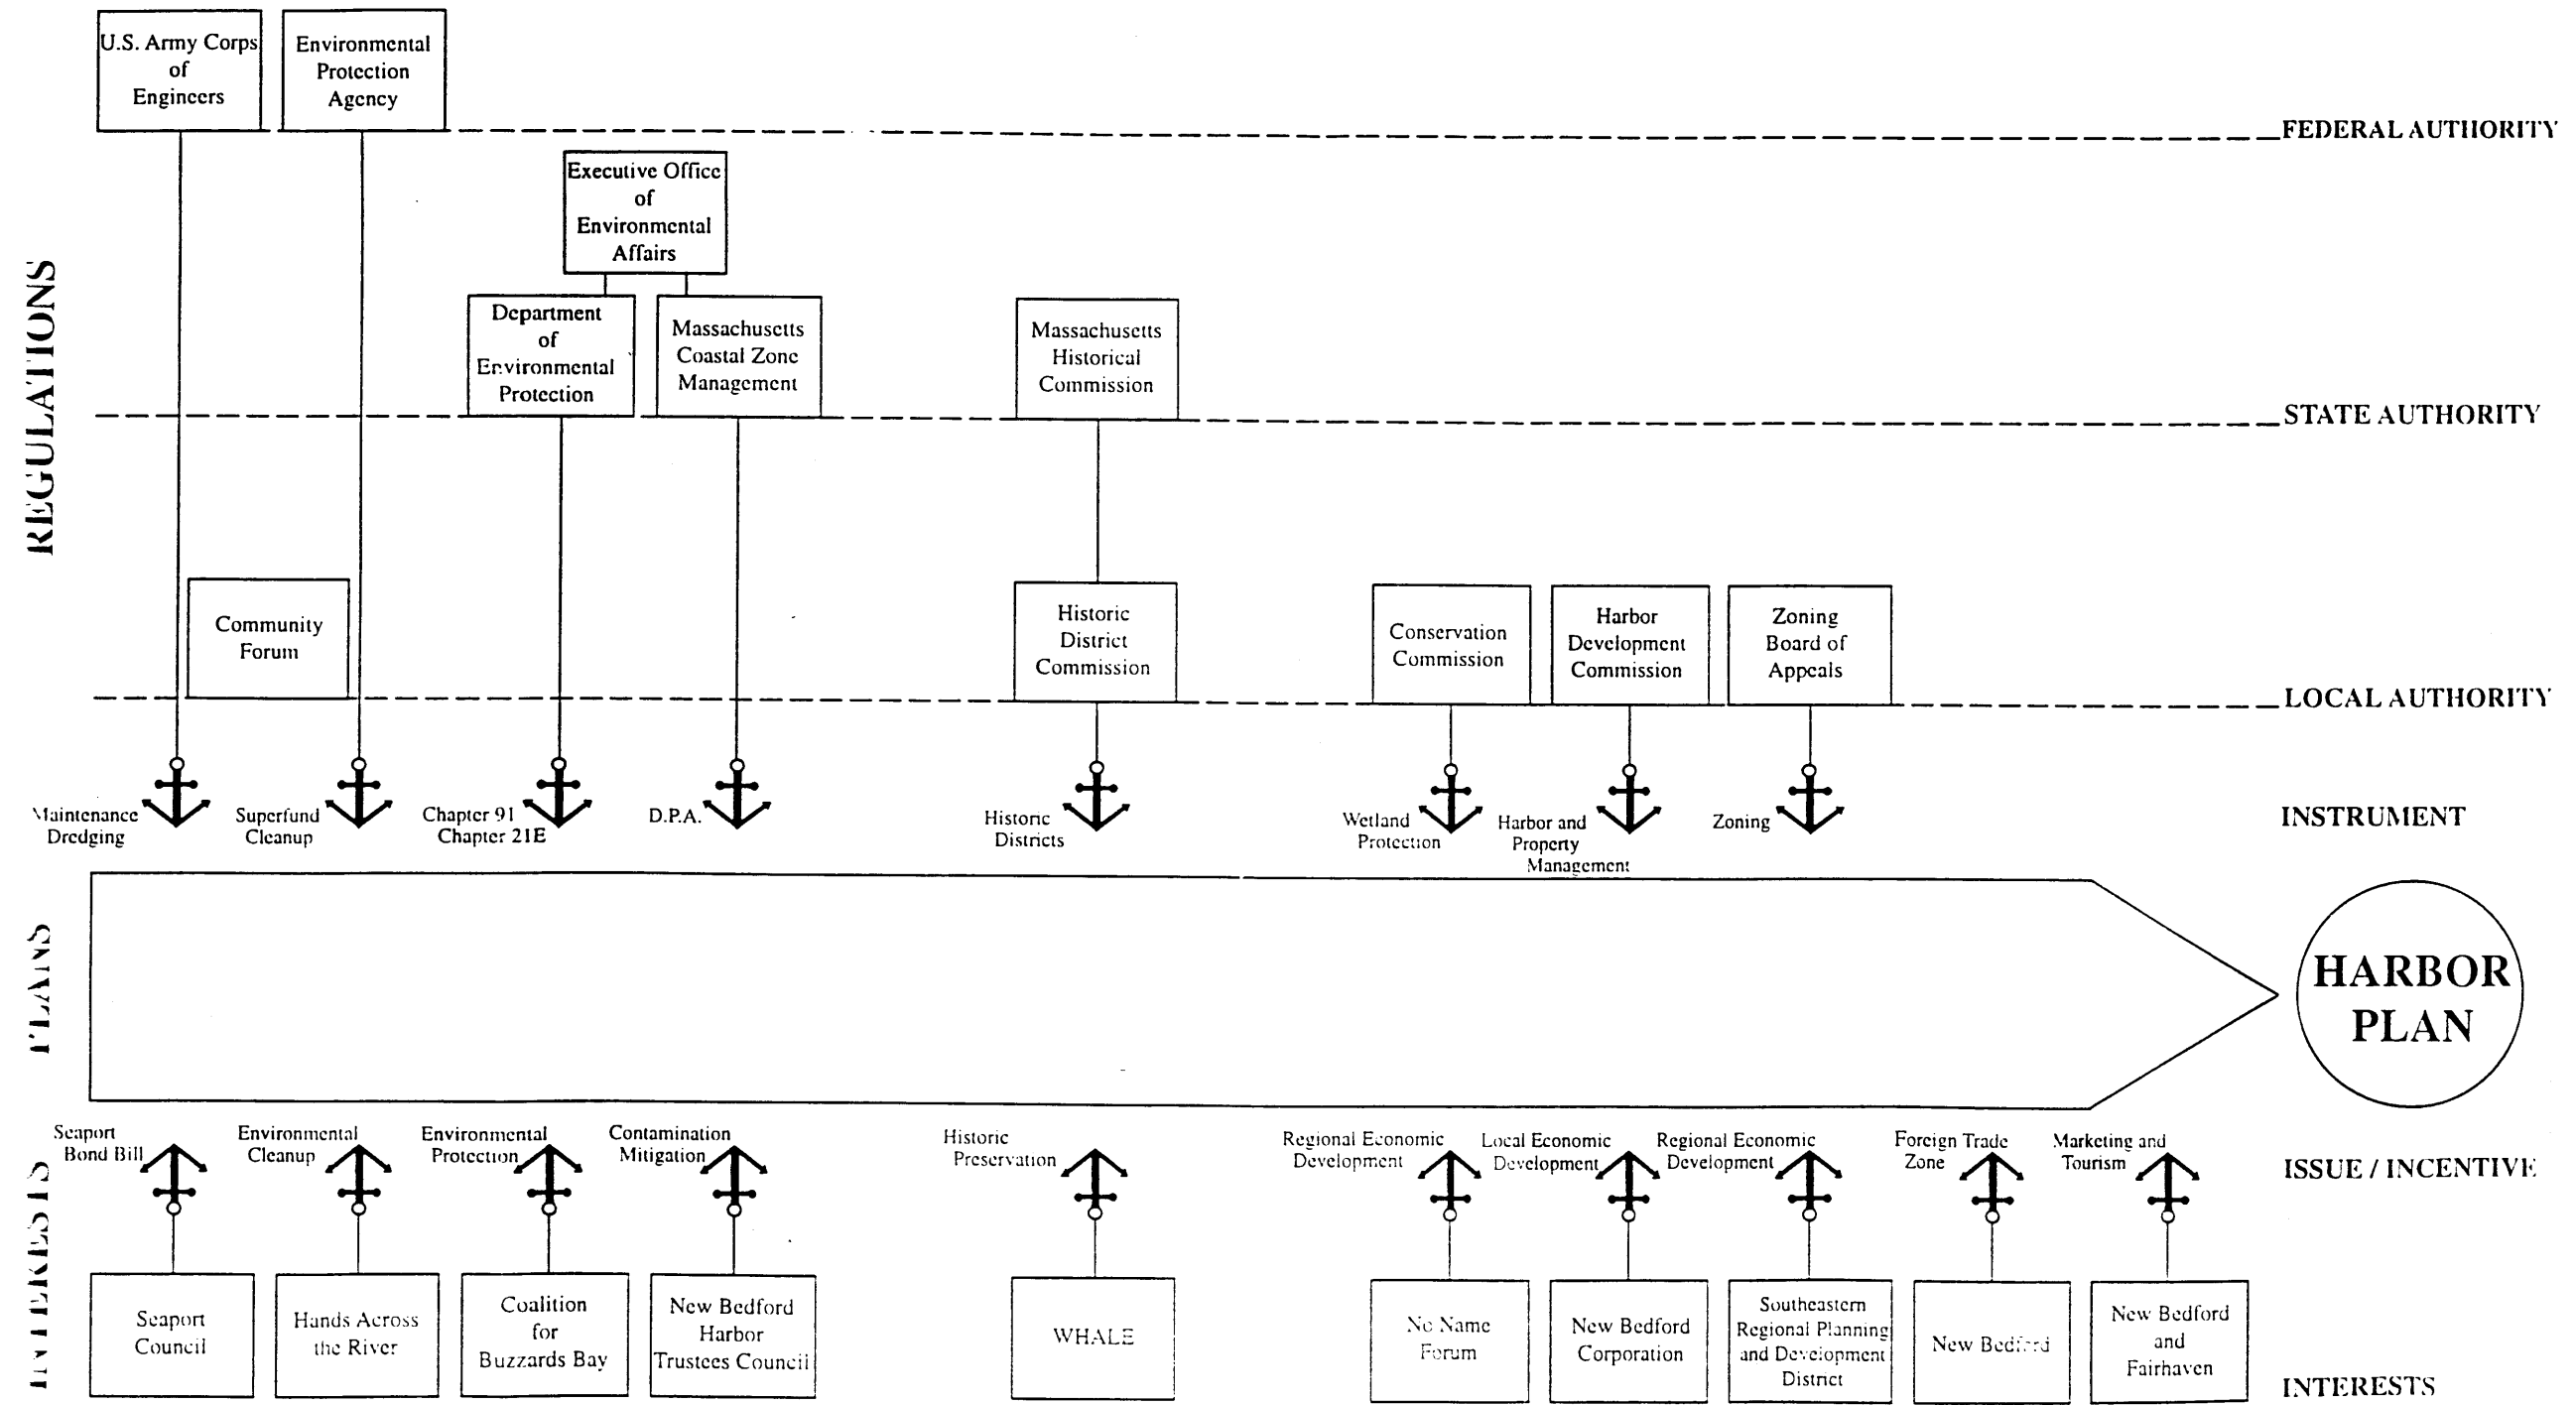 U.S. Army Corps
of
Engineers
Environmental
Protection
Agency
FEDERAL AUTHORITY
Executive Office
of
Environmental
Affairs
Department
of
Environmental
Protection
Massachusetts
Coastal Zone
Management
Massachusetts
Historical
Commission
STATE AUTHORITY
REGULATIONS
Community
Forum
Historic
District
Commission
Conservation
Commission
Harbor
Development
Commission
Zoning
Board of
Appeals
LOCAL AUTHORITY
Maintenance
Dredging
Superfund
Cleanup
Chapter 91
Chapter 21E
D.P.A.
Historic
Districts
Wetland
Protection
Harbor and
Property
Management
Zoning
INSTRUMENT
PLANS
HARBOR
PLAN
Seaport
Bond Bill
Environmental
Cleanup
Environmental
Protection
Contamination
Mitigation
Historic
Preservation
Regional Economic
Development
Local Economic
Development
Regional Economic
Development
Foreign Trade
Zone
Marketing and
Tourism
ISSUE / INCENTIVE
INTERESTS
Seaport
Council
Hands Across
the River
Coalition
for
Buzzards Bay
New Bedford
Harbor
Trustees Council
WHALE
No Name
Forum
New Bedford
Corporation
Southeastern
Regional Planning
and Development
District
New Bedford
New Bedford
and
Fairhaven
INTERESTS